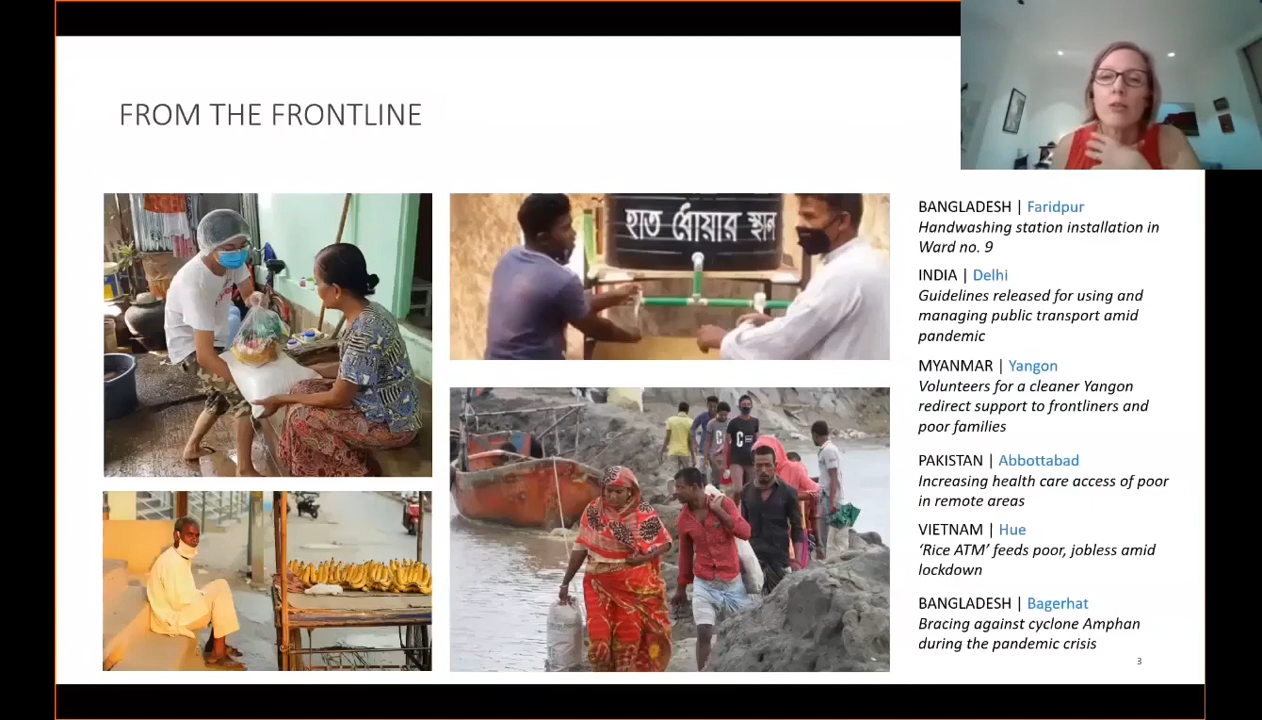 FROM THE FRONTLINE
হাত ধোয়ার স্থান
BANGLADESH | Faridpur
Handwashing station installation in
Ward no. 9
INDIA | Delhi
Guidelines released for using and
managing public transport amid
pandemic
MYANMAR | Yangon
Volunteers for a cleaner Yangon
redirect support to frontliners and
poor families
PAKISTAN | Abbottabad
Increasing health care access of poor
in remote areas
VIETNAM | Hue
‘Rice ATM’ feeds poor, jobless amid
lockdown
BANGLADESH | Bagerhat
Bracing against cyclone Amphan
during the pandemic crisis
3